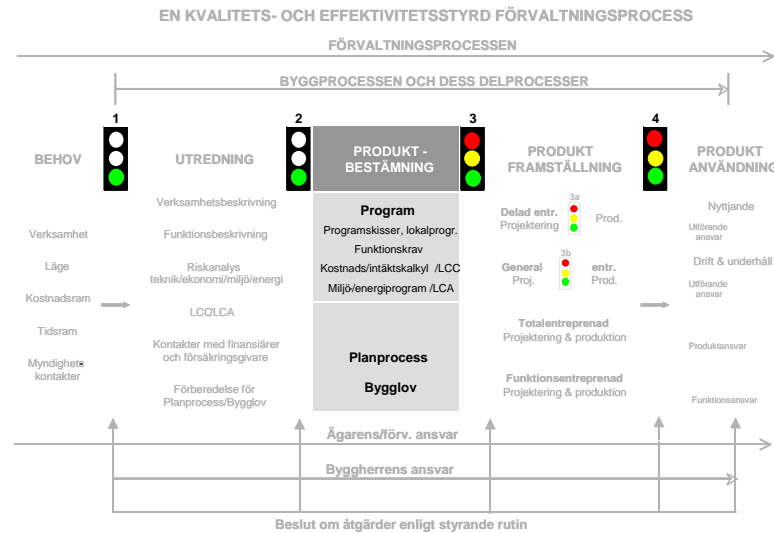 EN KVALITETS- OCH EFFEKTIVITETSSTYRD FÖRVALTNINGSPROCESS
FÖRVALTNINGSPROCESSEN
BYGGPROCESSEN OCH DESS DELPROCESSER
1
2
3
4
BEHOV
UTREDNING
PRODUKT -
BESTÄMNING
PRODUKT
FRAMSTÄLLNING
PRODUKT
ANVÄNDNING
Verksamhet
Läge
Kostnadsram
Tidsram
Myndighets
kontakter
Verksamhetsbeskrivning
Funktionsbeskrivning
Riskanalys
teknik/ekonomi/miljö/energi
LCC/LCA
Kontakter med finansiärer
och försäkringsgivare
Förberedelse för
Planprocess/Bygglov
Program
Programskisser, lokalprogr.
Funktionskrav
Kostnads/intäktskalkyl /LCC
Miljö/energiprogram /LCA
Planprocess
Bygglov
3a
Delad entr.
Projektering Prod.
3b
General entr.
Proj. Prod.
Totalentreprenad
Projektering & produktion
Funktionsentreprenad
Projektering & produktion
Nyttjande
Utförande
ansvar
Drift & underhåll
Utförande
ansvar
Produktansvar
Funktionsansvar
Ägarens/förv. ansvar
Byggherrens ansvar
Beslut om åtgärder enligt styrande rutin